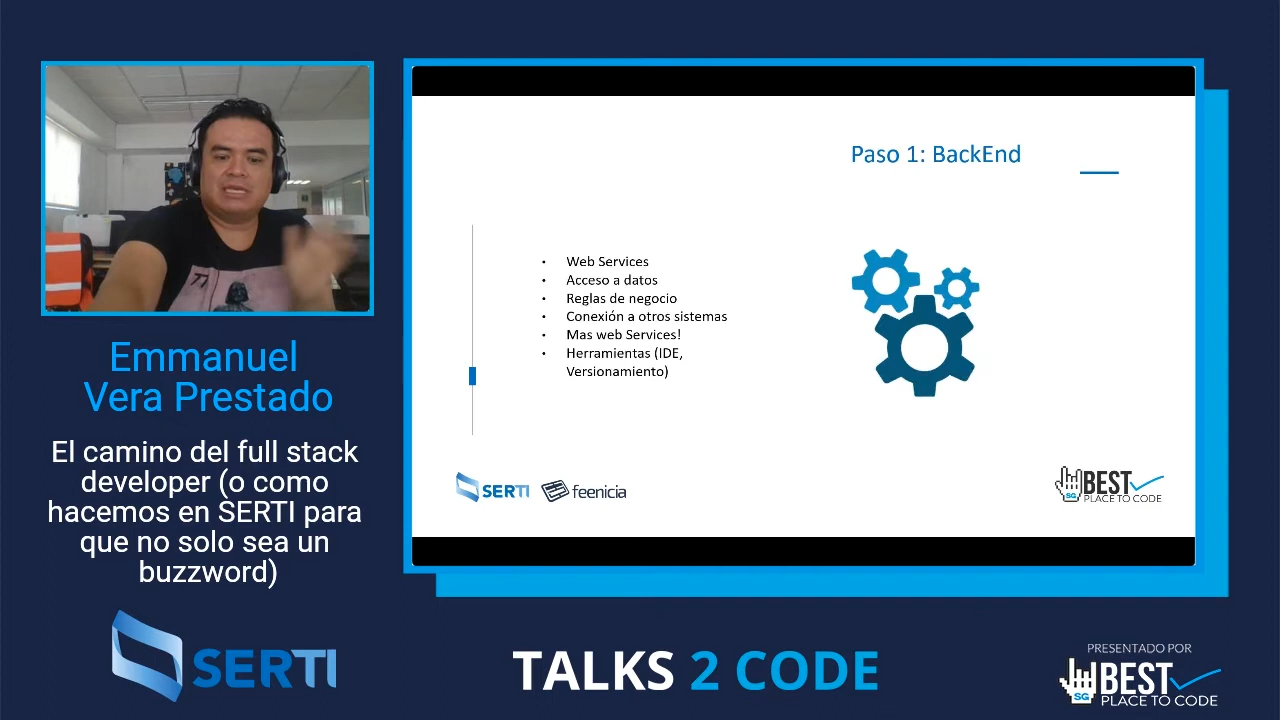 Emmanuel
Vera Prestado
El camino del full stack
developer (o como
hacemos en SERTI para
que no solo sea un
buzzword)
SERTI
Paso 1: BackEnd
• Web Services
• Acceso a datos
• Reglas de negocio
• Conexión a otros sistemas
• Mas web Services!
• Herramientas (IDE,
Versionamiento)
SERTI feenicia
SG BEST
PLACE TO CODE
TALKS 2 CODE
PRESENTADO POR
SG BEST
PLACE TO CODE